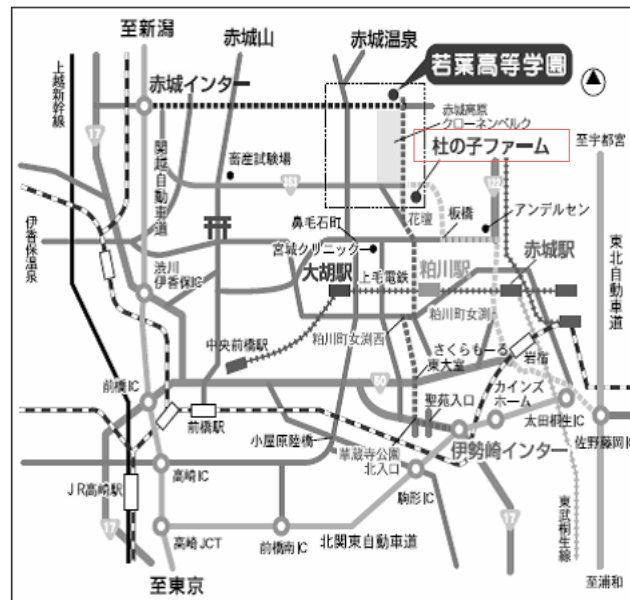 至新潟
赤城山
赤城温泉
若葉高等学園
上越新幹線
赤城インター
赤城高原
クローネンベルク
至宇都宮
17
関越自動車道
畜産試験場
杜の子ファーム
353
122
花壇
板橋
アンデルセン
鼻毛石町
伊香保温泉
宮城クリニック
大胡駅
上毛電鉄
粕川駅
赤城駅
東北自動車道
渋川
伊香保IC
粕川町女渕
中央前橋駅
粕川町女渕西
さくらもーる
東大室
岩宿
前橋IC
50
聖苑入口
カインズ
ホーム
太田桐生IC
前橋駅
小屋原陸橋
華蔵寺公園
北入口
伊勢崎インター
佐野藤岡IC
高崎IC
JR高崎駅
駒形IC
17
17
東武桐生線
高崎JCT
前橋南IC
北関東自動車道
至東京
至浦和